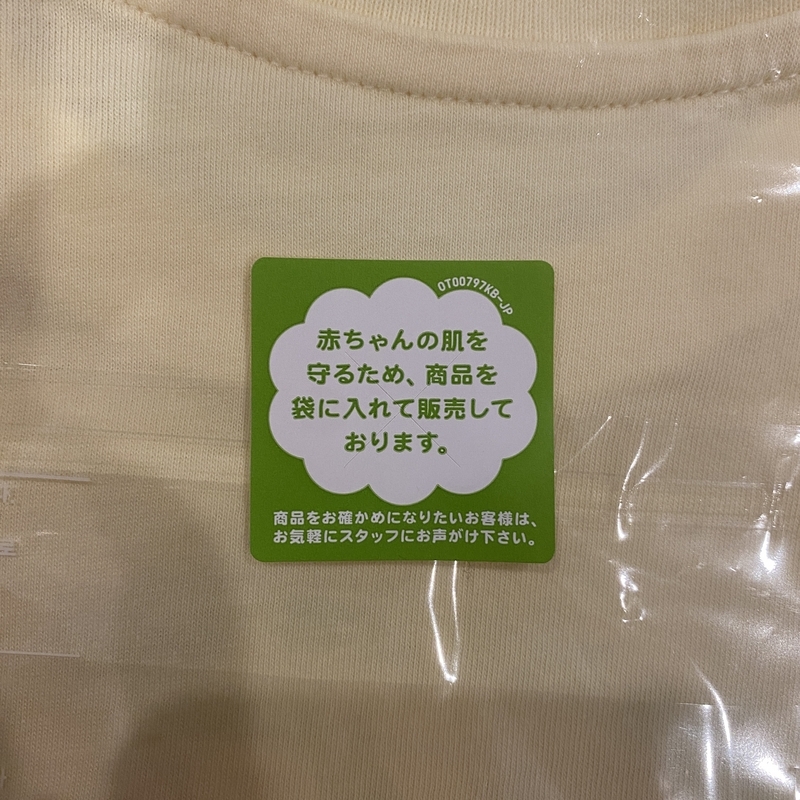 OT00797KB-JP
赤ちゃんの肌を
守るため、商品を
袋に入れて販売して
おります。
商品をお確かめになりたいお客様は、
お気軽にスタッフにお声がけ下さい。